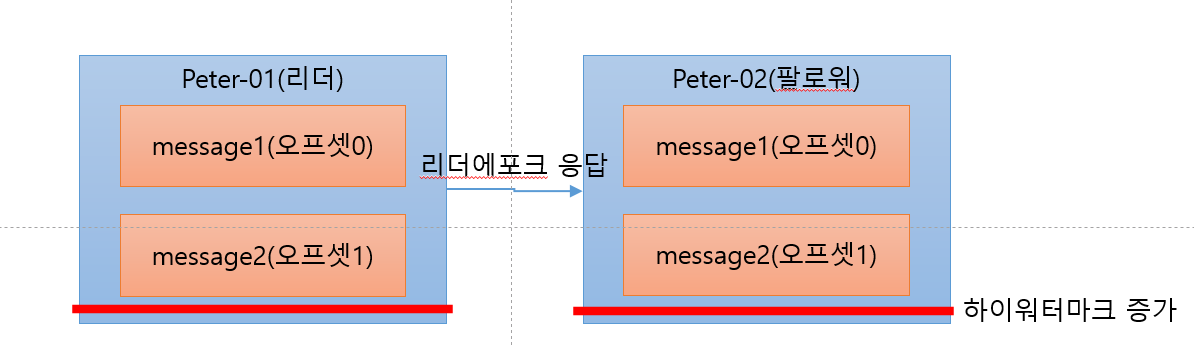 Peter-01(리더)
message1(오프셋0)
message2(오프셋1)
리더에포크 응답
Peter-02(팔로워)
message1(오프셋0)
message2(오프셋1)
하이워터마크 증가